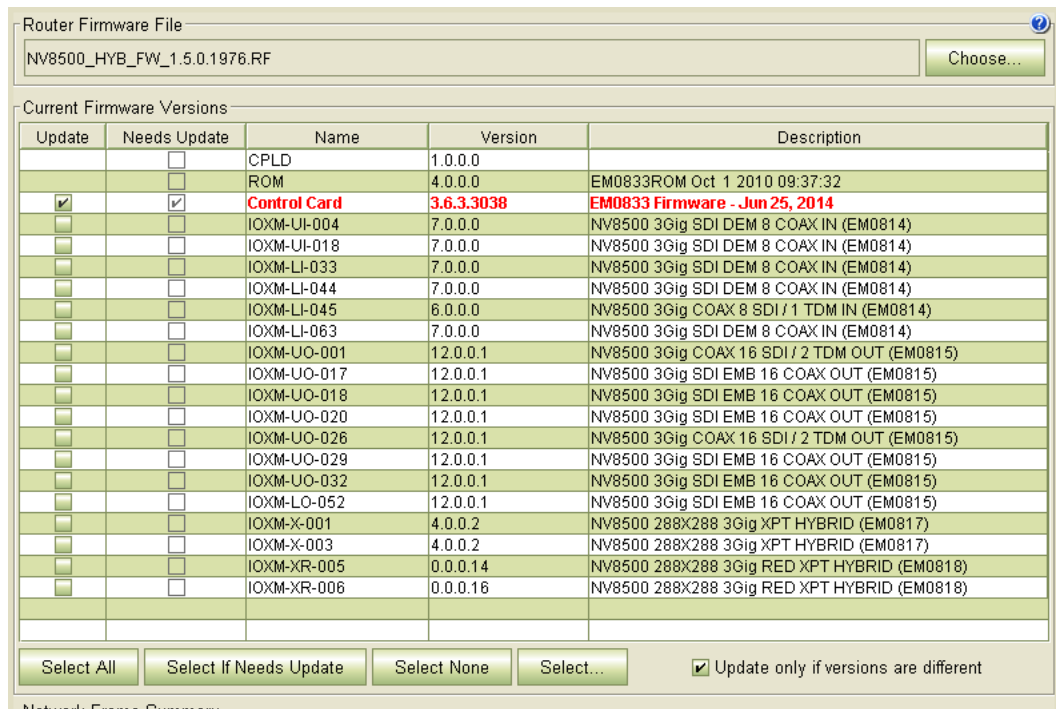 Router Firmware File
NV8500_HYB_FW_1.5.0.1976.RF Choose...
Current Firmware Versions
Update Needs Update Name Version Description
CPLD 1.0.0.0
ROM 4.0.0.0 EM0833ROM Oct 1 2010 09:37:32
Control Card 3.6.3.3038 EM0833 Firmware - Jun 25, 2014
IOXM-UI-004 7.0.0.0 NV8500 3Gig SDI DEM 8 COAX IN (EM0814)
IOXM-UI-018 7.0.0.0 NV8500 3Gig SDI DEM 8 COAX IN (EM0814)
IOXM-LI-033 7.0.0.0 NV8500 3Gig SDI DEM 8 COAX IN (EM0814)
IOXM-LI-044 7.0.0.0 NV8500 3Gig SDI DEM 8 COAX IN (EM0814)
IOXM-LI-045 6.0.0.0 NV8500 3Gig COAX 8 SDI / 1 TDM IN (EM0814)
IOXM-LI-063 7.0.0.0 NV8500 3Gig SDI DEM 8 COAX IN (EM0814)
IOXM-UO-001 12.0.0.1 NV8500 3Gig COAX 16 SDI / 2 TDM OUT (EM0815)
IOXM-UO-017 12.0.0.1 NV8500 3Gig SDI EMB 16 COAX OUT (EM0815)
IOXM-UO-018 12.0.0.1 NV8500 3Gig SDI EMB 16 COAX OUT (EM0815)
IOXM-UO-020 12.0.0.1 NV8500 3Gig SDI EMB 16 COAX OUT (EM0815)
IOXM-UO-026 12.0.0.1 NV8500 3Gig COAX 16 SDI / 2 TDM OUT (EM0815)
IOXM-UO-029 12.0.0.1 NV8500 3Gig SDI EMB 16 COAX OUT (EM0815)
IOXM-UO-032 12.0.0.1 NV8500 3Gig SDI EMB 16 COAX OUT (EM0815)
IOXM-LO-052 12.0.0.1 NV8500 3Gig SDI EMB 16 COAX OUT (EM0815)
IOXM-X-001 4.0.0.2 NV8500 288X288 3Gig XPT HYBRID (EM0817)
IOXM-X-003 4.0.0.2 NV8500 288X288 3Gig XPT HYBRID (EM0817)
IOXM-XR-005 0.0.0.14 NV8500 288X288 3Gig RED XPT HYBRID (EM0818)
IOXM-XR-006 0.0.0.16 NV8500 288X288 3Gig RED XPT HYBRID (EM0818)
Select All Select If Needs Update Select None Select... Update only if versions are different